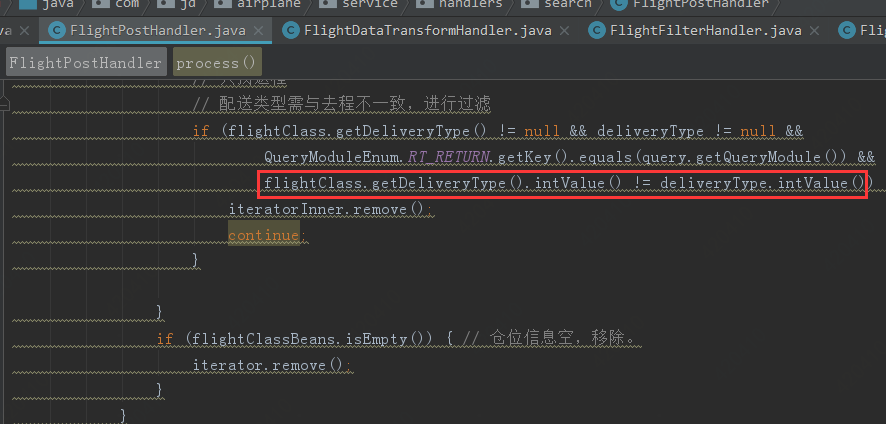 java com jd airplane service handlers search FlightPostHandler
va FlightPostHandler.java FlightDataTransformHandler.java FlightFilterHandler.java Fli
FlightPostHandler process()
// 配送类型需与去程不一致，进行过滤
if (flightClass.getDeliveryType() != null && deliveryType != null &&
QueryModuleEnum.RT_RETURN.getKey().equals(query.getQueryModule()) &&
flightClass.getDeliveryType().intValue() != deliveryType.intValue())
iteratorInner.remove();
continue;
}
}
if (flightClassBeans.isEmpty()) { // 仓位信息空，移除。
iterator.remove();
}
}